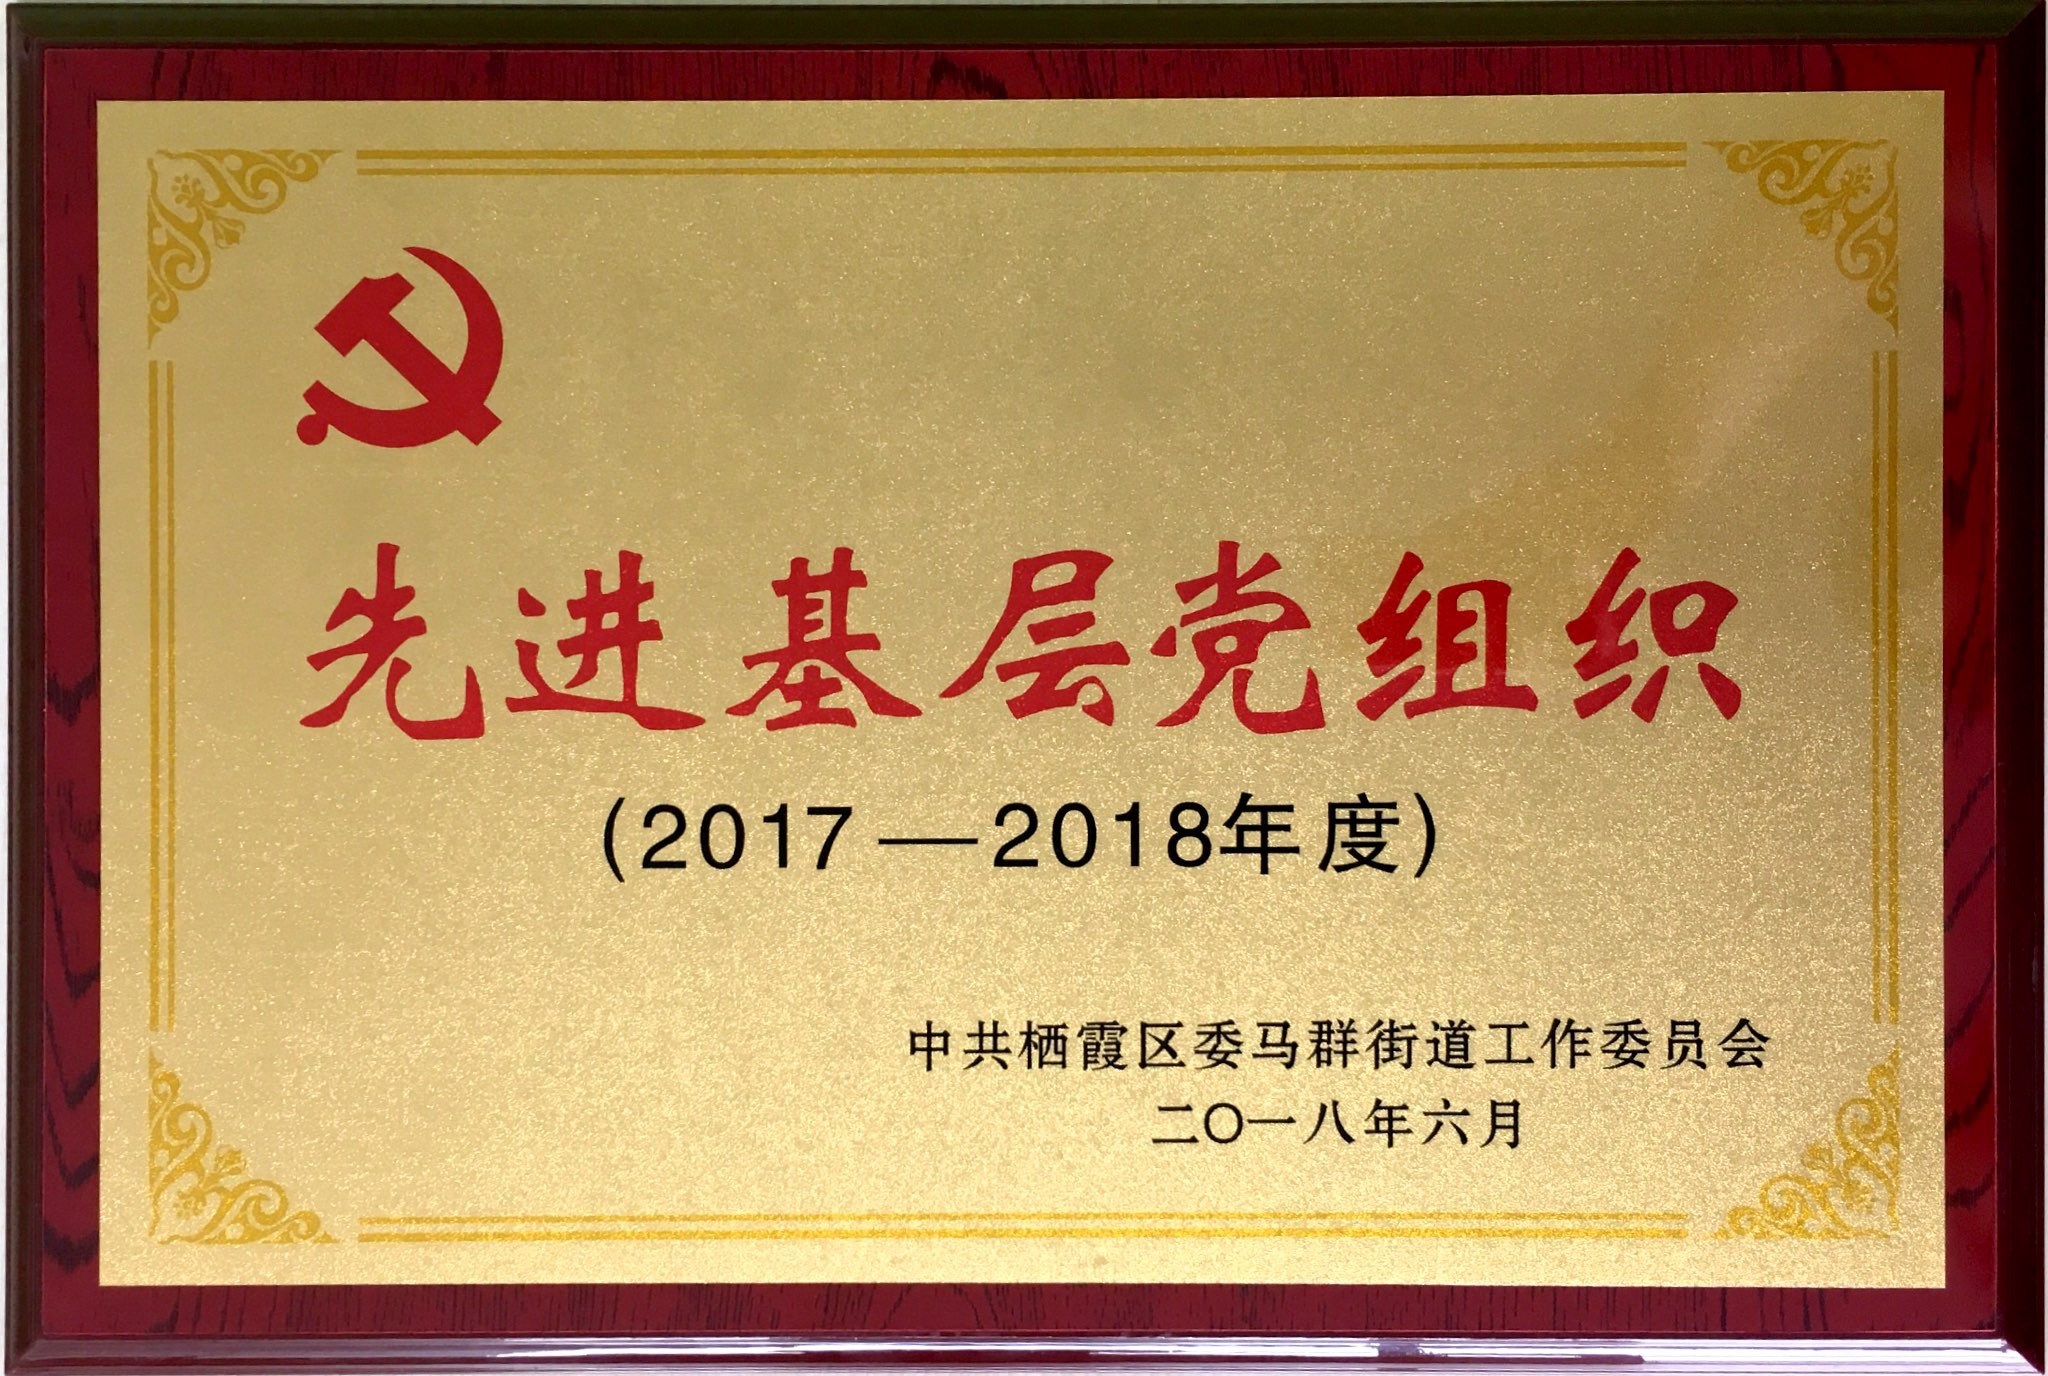 先进基层党组织
(2017—2018年度)
中共栖霞区委马群街道工作委员会
二〇一八年六月